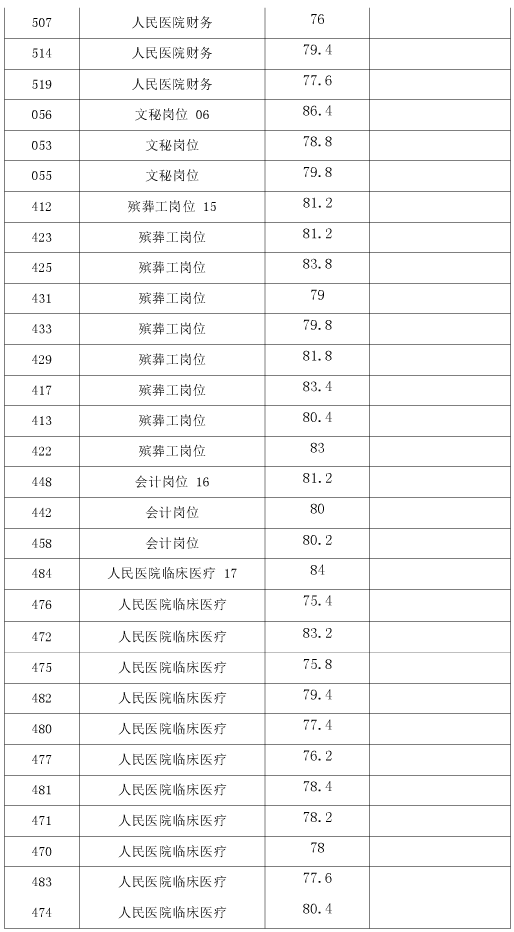 507 人民医院财务 76
514 人民医院财务 79.4
519 人民医院财务 77.6
056 文秘岗位 06 86.4
053 文秘岗位 78.8
055 文秘岗位 79.8
412 殡葬工岗位 15 81.2
423 殡葬工岗位 81.2
425 殡葬工岗位 83.8
431 殡葬工岗位 79
433 殡葬工岗位 79.8
429 殡葬工岗位 81.8
417 殡葬工岗位 83.4
413 殡葬工岗位 80.4
422 殡葬工岗位 83
448 会计岗位 16 81.2
442 会计岗位 80
458 会计岗位 80.2
484 人民医院临床医疗 17 84
476 人民医院临床医疗 75.4
472 人民医院临床医疗 83.2
475 人民医院临床医疗 75.8
482 人民医院临床医疗 79.4
480 人民医院临床医疗 77.4
477 人民医院临床医疗 76.2
481 人民医院临床医疗 78.4
471 人民医院临床医疗 78.2
470 人民医院临床医疗 78
483 人民医院临床医疗 77.6
474 人民医院临床医疗 80.4